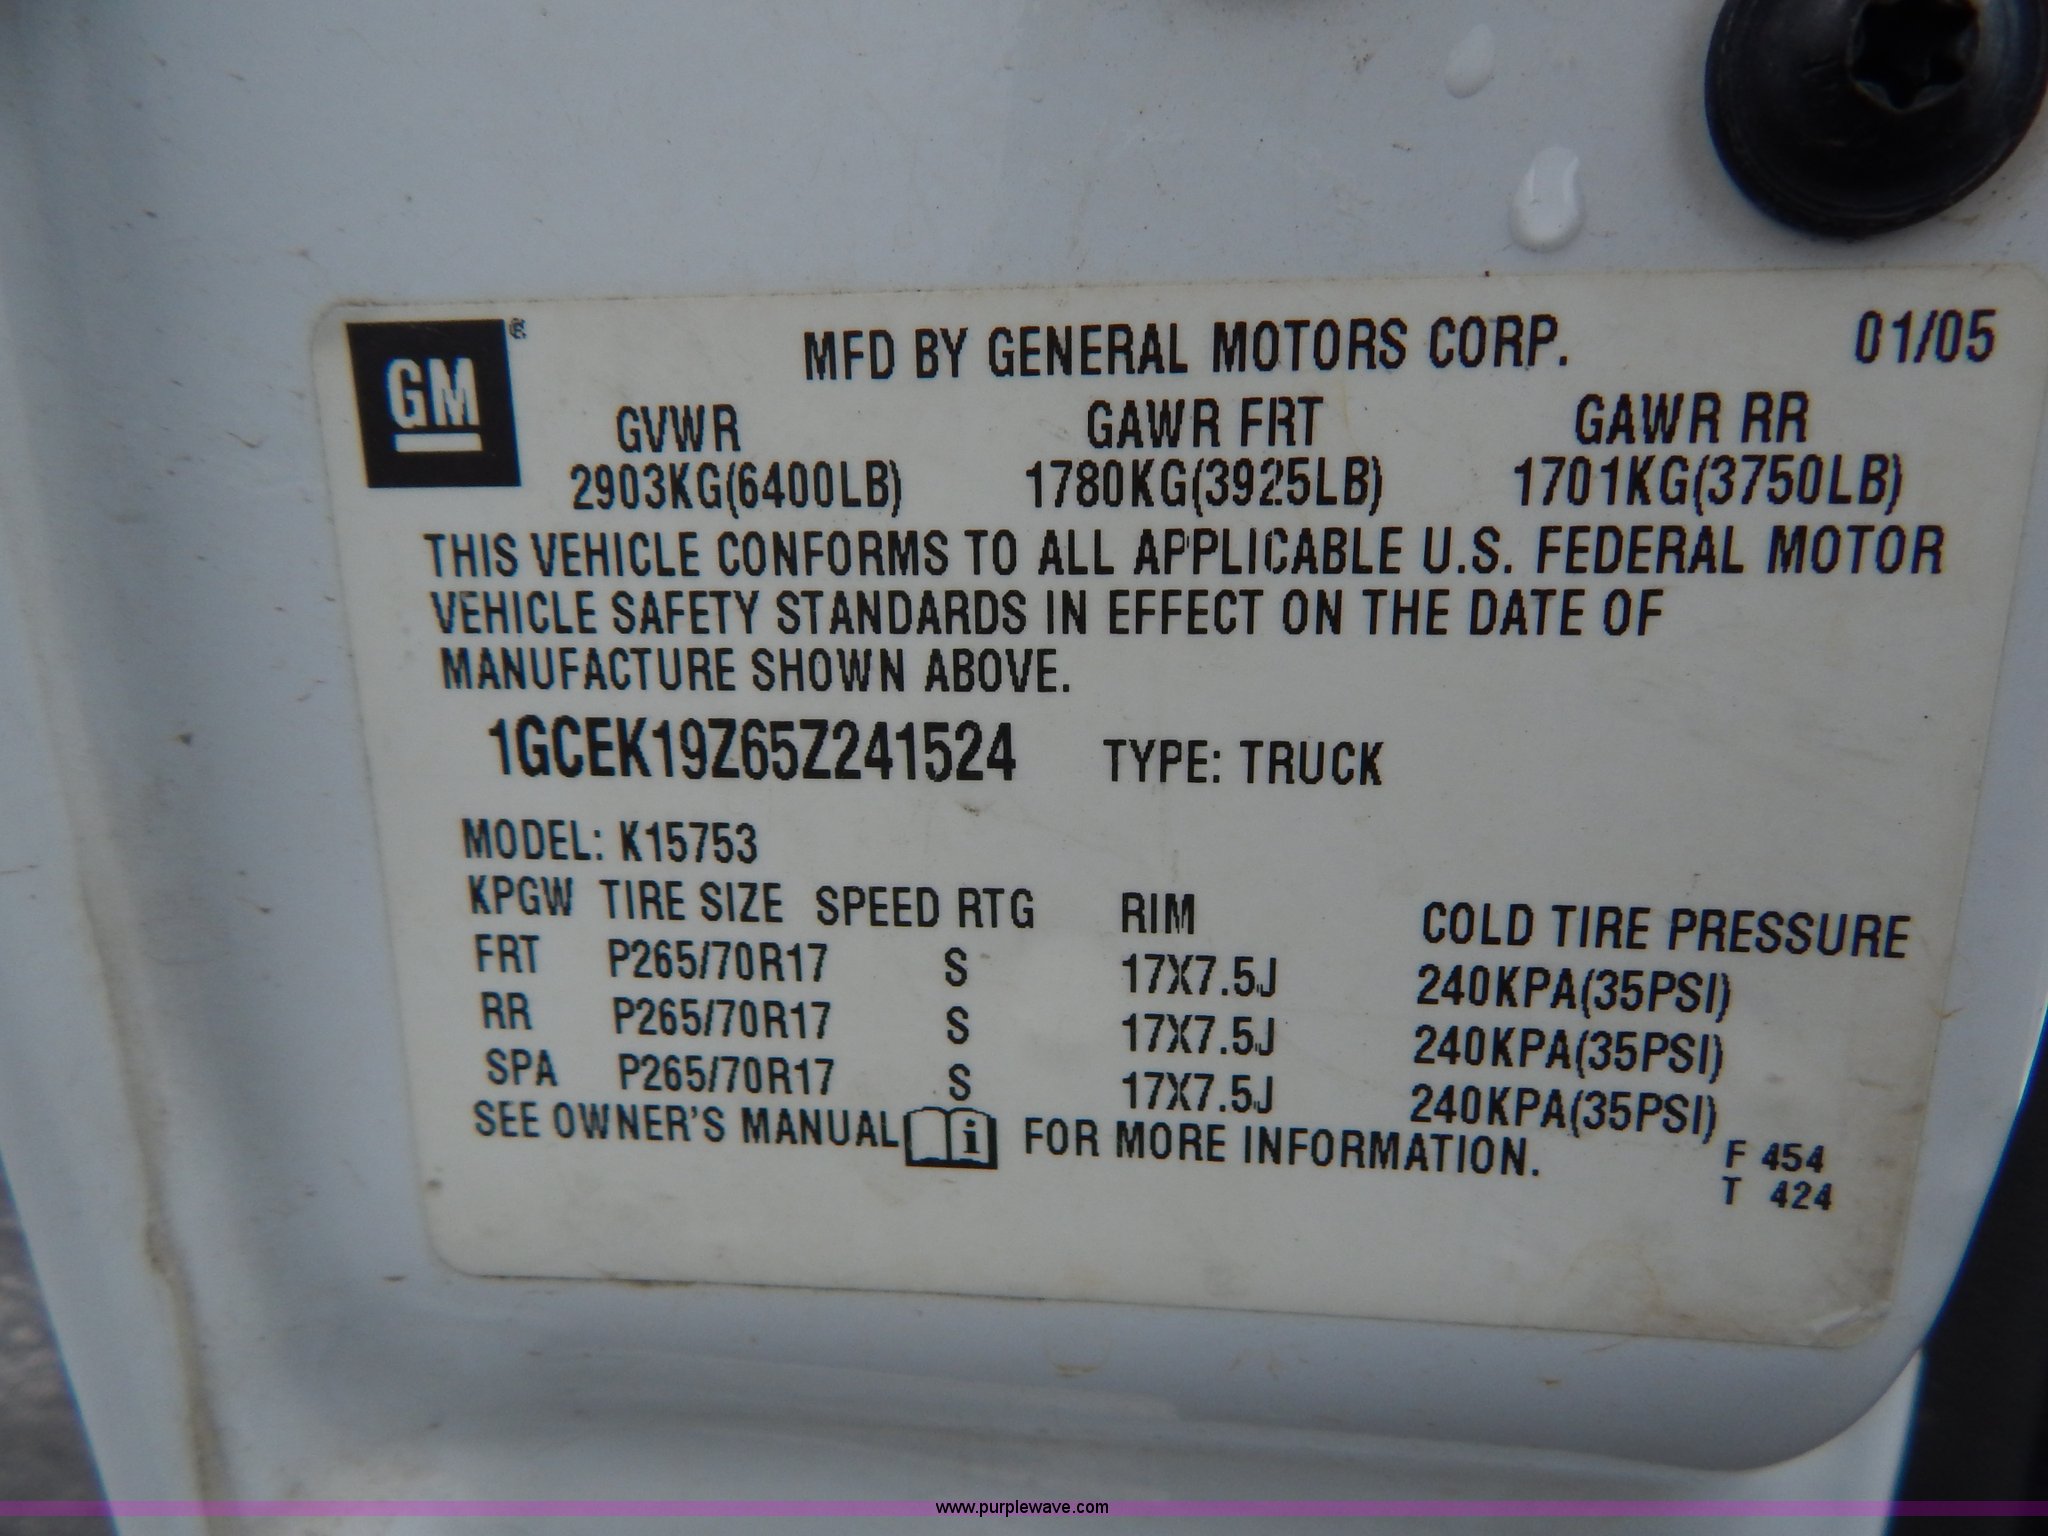 GM
MFD BY GENERAL MOTORS CORP. 01/05
GVWR GAWR FRT GAWR RR
2903KG(6400LB) 1780KG(3925LB) 1701KG(3750LB)
THIS VEHICLE CONFORMS TO ALL APPLICABLE U.S. FEDERAL MOTOR
VEHICLE SAFETY STANDARDS IN EFFECT ON THE DATE OF
MANUFACTURE SHOWN ABOVE.
1GCEK19Z65Z241524 TYPE: TRUCK
MODEL: K15753
KPGW TIRE SIZE SPEED RTG RIM COLD TIRE PRESSURE
FRT P265/70R17 S 17X7.5J 240KPA(35PSI)
RR P265/70R17 S 17X7.5J 240KPA(35PSI)
SPA P265/70R17 S 17X7.5J 240KPA(35PSI)
SEE OWNER'S MANUAL i FOR MORE INFORMATION.
F 454
T 424
www.purplewave.com